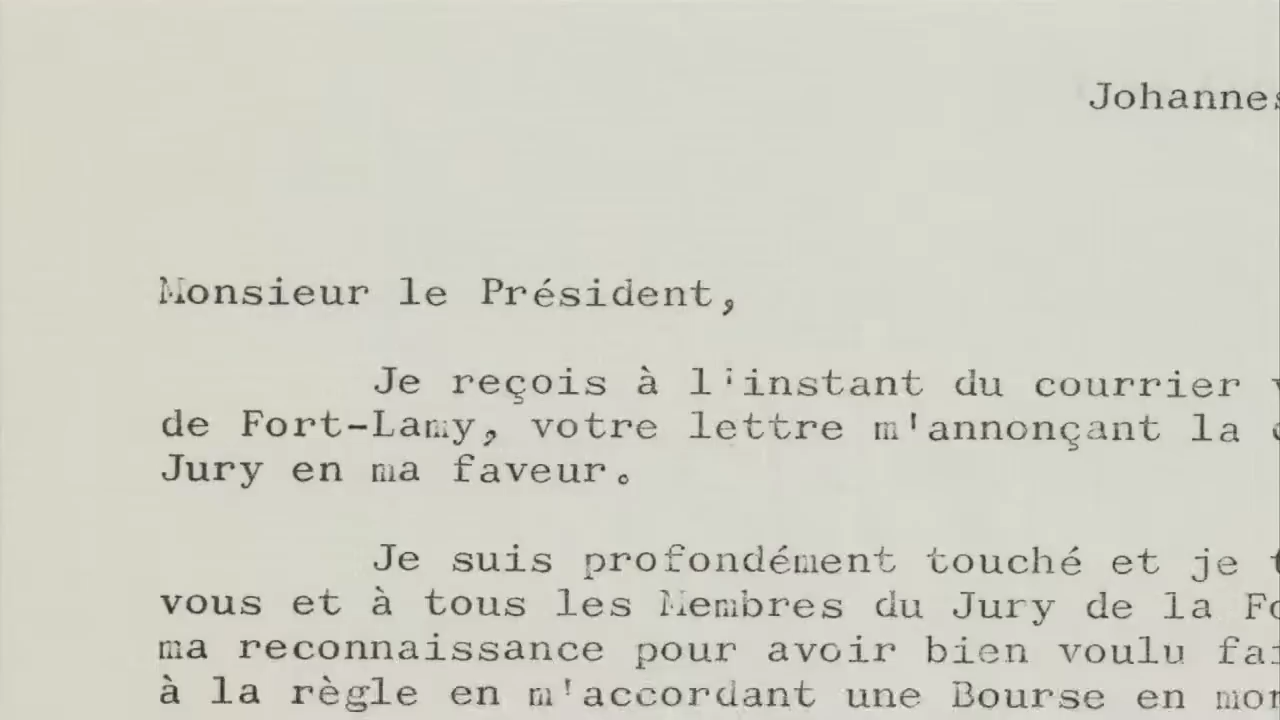 Johannes
Monsieur le Président,
Je reçois à l'instant du courrier
de Fort-Lamy, votre lettre m'annonçant la
Jury en ma faveur.
Je suis profondément touché et je
vous et à tous les Membres du Jury de la
ma reconnaissance pour avoir bien voulu
à la règle en m'accordant une Bourse en